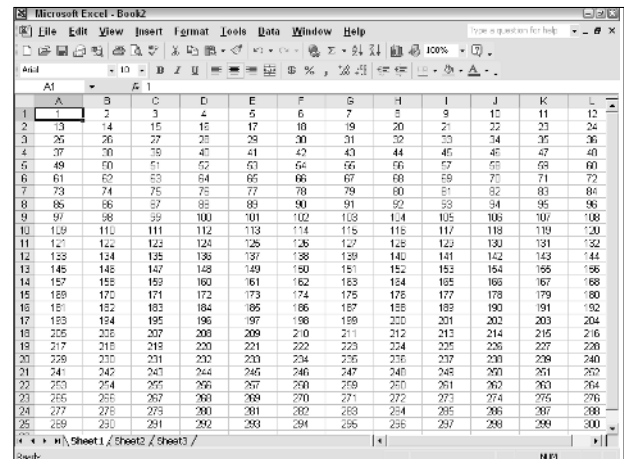 Microsoft Excel - Book2
File Edit View Insert Format Tools Data Window Help Type a question for help
100%
Arial 10 B I U $ % ,
A1 fx 1
A B C D E F G H I J K L
1 1 2 3 4 5 6 7 8 9 10 11 12
2 13 14 15 16 17 18 19 20 21 22 23 24
3 25 26 27 28 29 30 31 32 33 34 35 36
4 37 38 39 40 41 42 43 44 45 46 47 48
5 49 50 51 52 53 54 55 56 57 58 59 60
6 61 62 63 64 65 66 67 68 69 70 71 72
7 73 74 75 76 77 78 79 80 81 82 83 84
8 85 86 87 88 89 90 91 92 93 94 95 96
9 97 98 99 100 101 102 103 104 105 106 107 108
10 109 110 111 112 113 114 115 116 117 118 119 120
11 121 122 123 124 125 126 127 128 129 130 131 132
12 133 134 135 136 137 138 139 140 141 142 143 144
13 145 146 147 148 149 150 151 152 153 154 155 156
14 157 158 159 160 161 162 163 164 165 166 167 168
15 169 170 171 172 173 174 175 176 177 178 179 180
16 181 182 183 184 185 186 187 188 189 190 191 192
17 193 194 195 196 197 198 199 200 201 202 203 204
18 205 206 207 208 209 210 211 212 213 214 215 216
19 217 218 219 220 221 222 223 224 225 226 227 228
20 229 230 231 232 233 234 235 236 237 238 239 240
21 241 242 243 244 245 246 247 248 249 250 251 252
22 253 254 255 256 257 258 259 260 261 262 263 264
23 265 266 267 268 269 270 271 272 273 274 275 276
24 277 278 279 280 281 282 283 284 285 286 287 288
25 289 290 291 292 293 294 295 296 297 298 299 300
Sheet1 Sheet2 Sheet3
Ready NUM